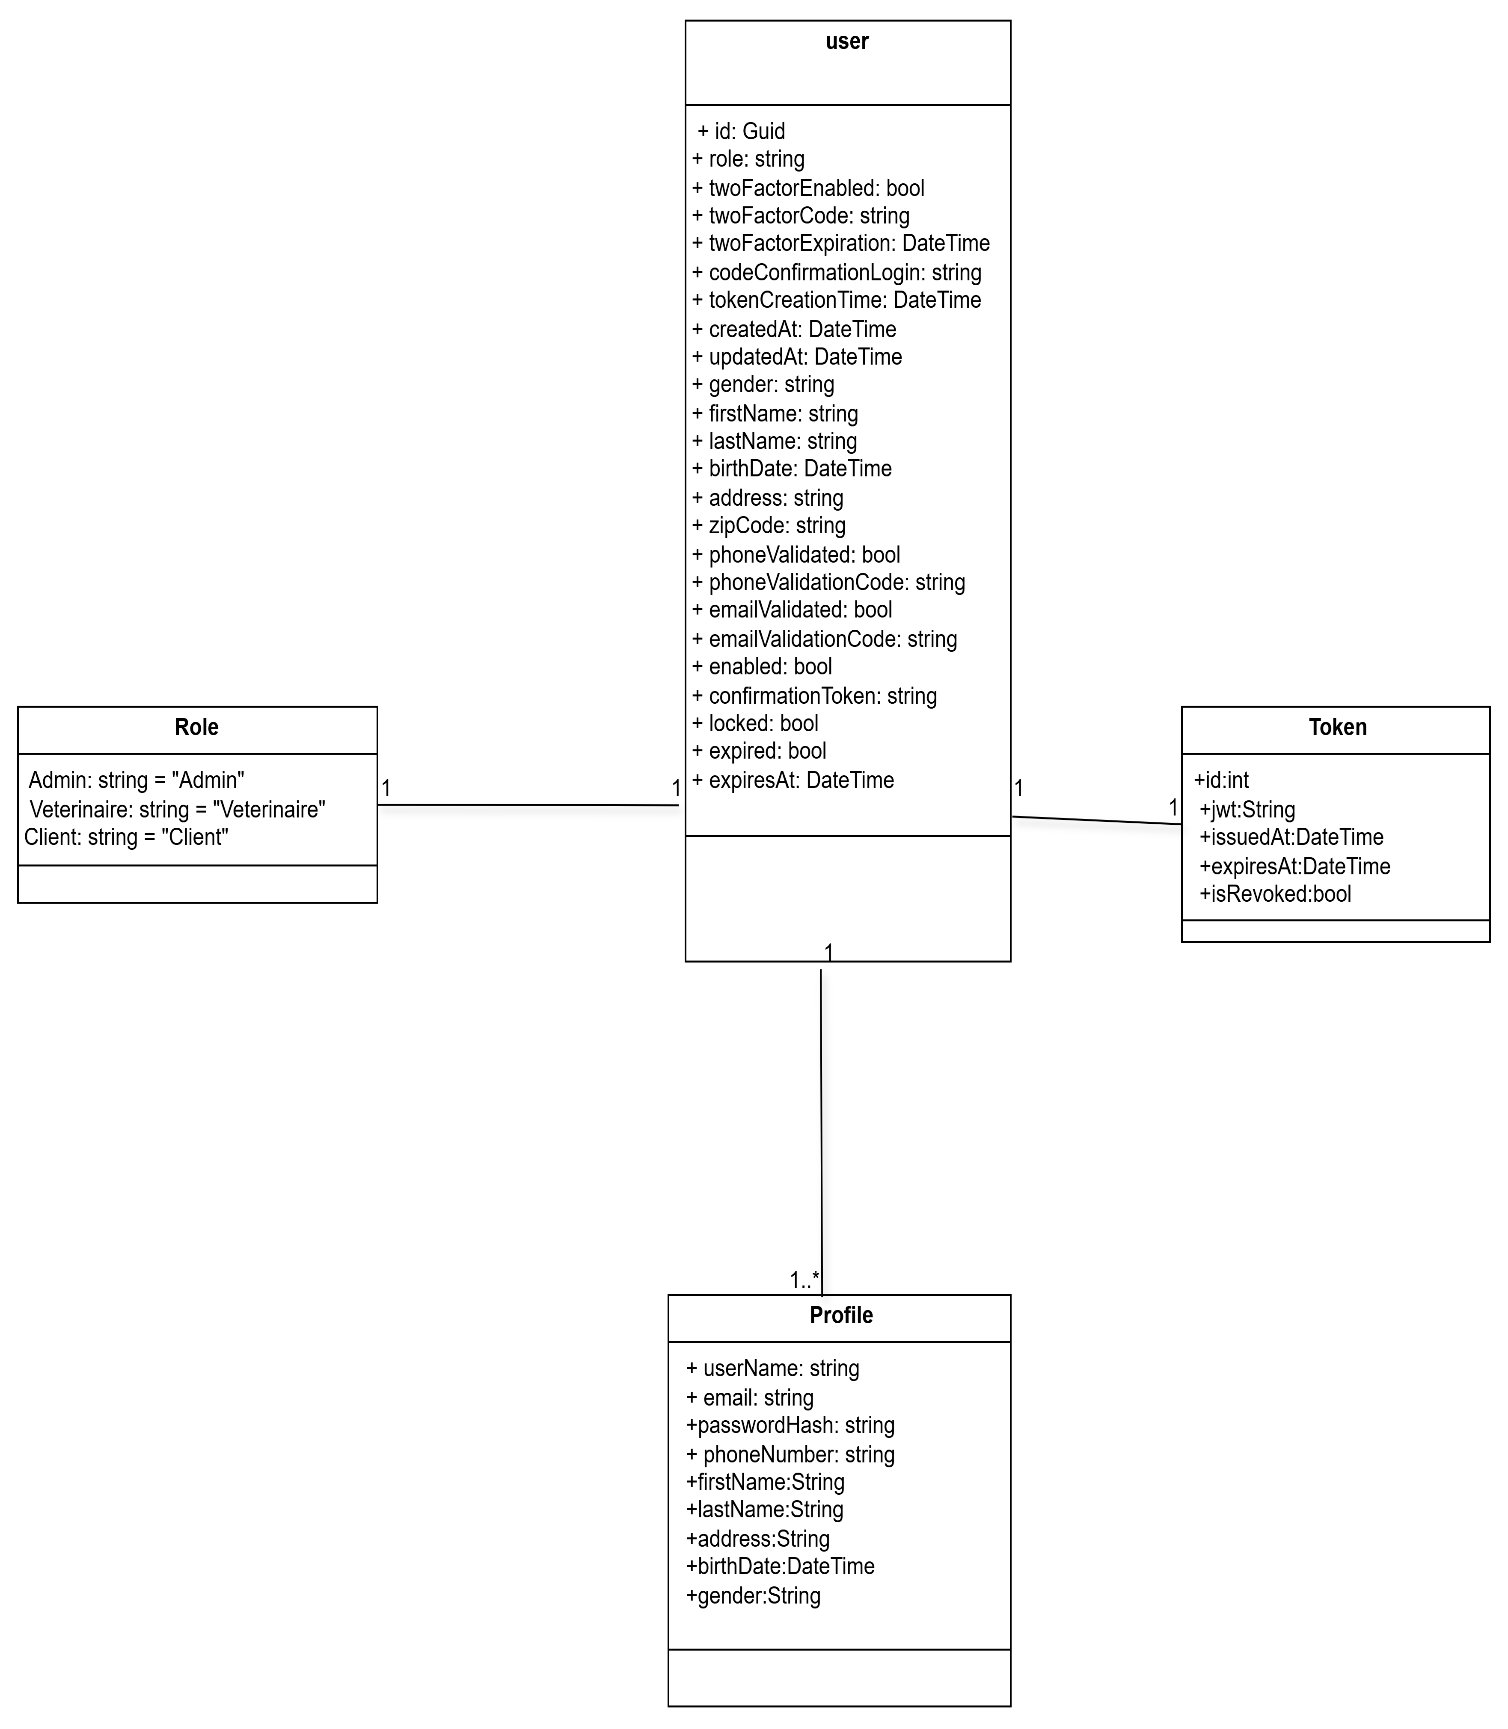 user
+ id: Guid
+ role: string
+ twoFactorEnabled: bool
+ twoFactorCode: string
+ twoFactorExpiration: DateTime
+ codeConfirmationLogin: string
+ tokenCreationTime: DateTime
+ createdAt: DateTime
+ updatedAt: DateTime
+ gender: string
+ firstName: string
+ lastName: string
+ birthDate: DateTime
+ address: string
+ zipCode: string
+ phoneValidated: bool
+ phoneValidationCode: string
+ emailValidated: bool
+ emailValidationCode: string
+ enabled: bool
+ confirmationToken: string
+ locked: bool
+ expired: bool
+ expiresAt: DateTime
Role
Admin: string = "Admin"
Veterinaire: string = "Veterinaire"
Client: string = "Client"
1
1
1
1
Token
+id:int
+jwt:String
+issuedAt:DateTime
+expiresAt:DateTime
+isRevoked:bool
1
1..*
Profile
+ userName: string
+ email: string
+passwordHash: string
+ phoneNumber: string
+firstName:String
+lastName:String
+address:String
+birthDate:DateTime
+gender:String